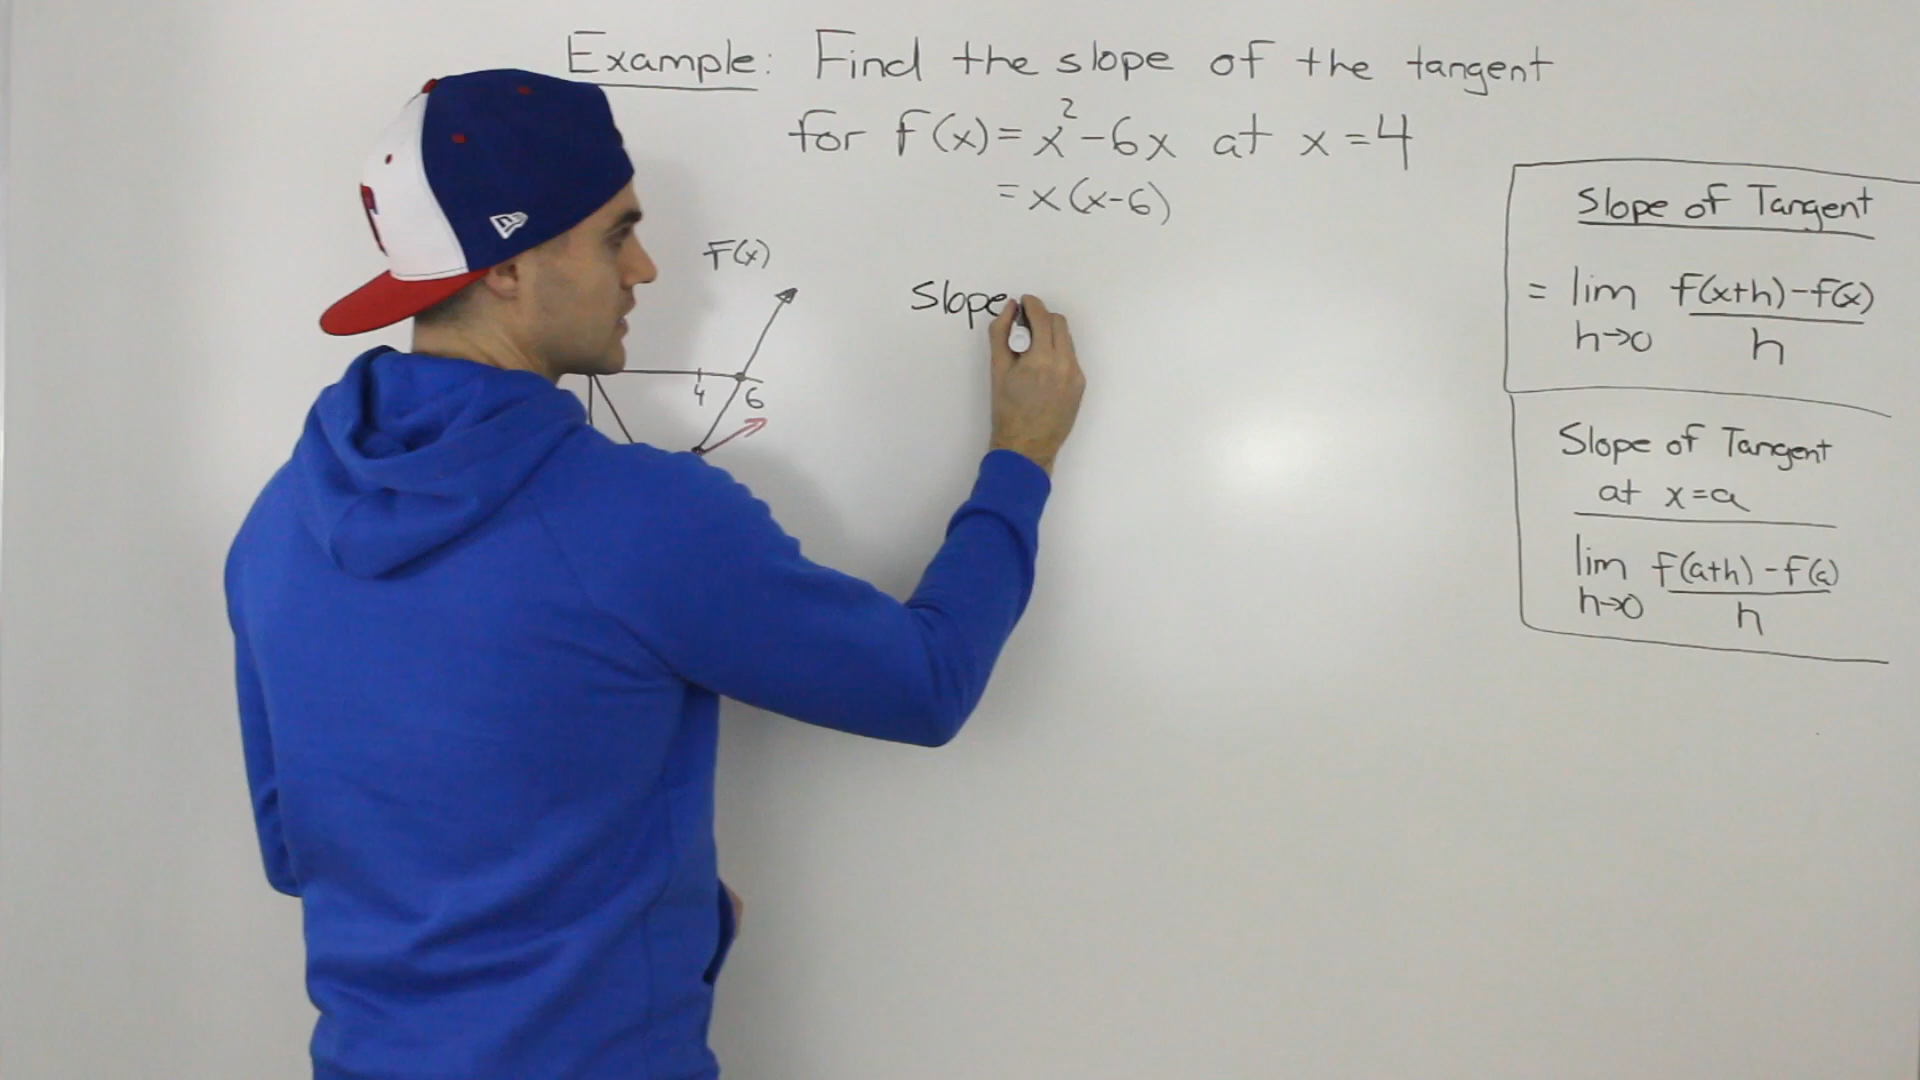 Example: Find the slope of the tangent
for f(x) = x² - 6x at x = 4
= x(x-6)
F(x)
4 6
Slope
Slope of Tangent
= lim f(x+h) - f(x)
h→0 h
Slope of Tangent
at x = a
lim f(a+h) - f(a)
h→0 h